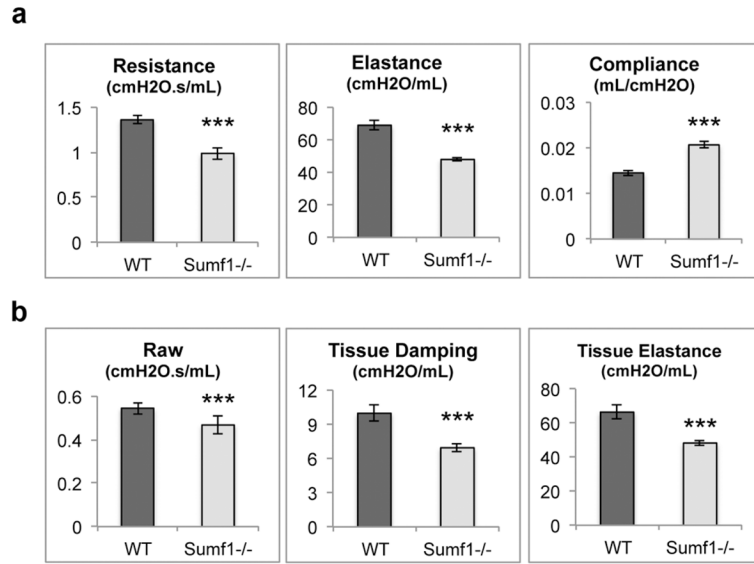 a
Resistance
(cmH2O.s/mL)
1.5
1
0.5
0
***
WT Sumf1-/-
Elastance
(cmH2O/mL)
80
60
40
20
0
***
WT Sumf1-/-
Compliance
(mL/cmH2O)
0.03
0.02
0.01
0
***
WT Sumf1-/-
b
Raw
(cmH2O.s/mL)
0.6
0.4
0.2
0
***
WT Sumf1-/-
Tissue Damping
(cmH2O/mL)
12
9
6
3
0
***
WT Sumf1-/-
Tissue Elastance
(cmH2O/mL)
80
60
40
20
0
***
WT Sumf1-/-